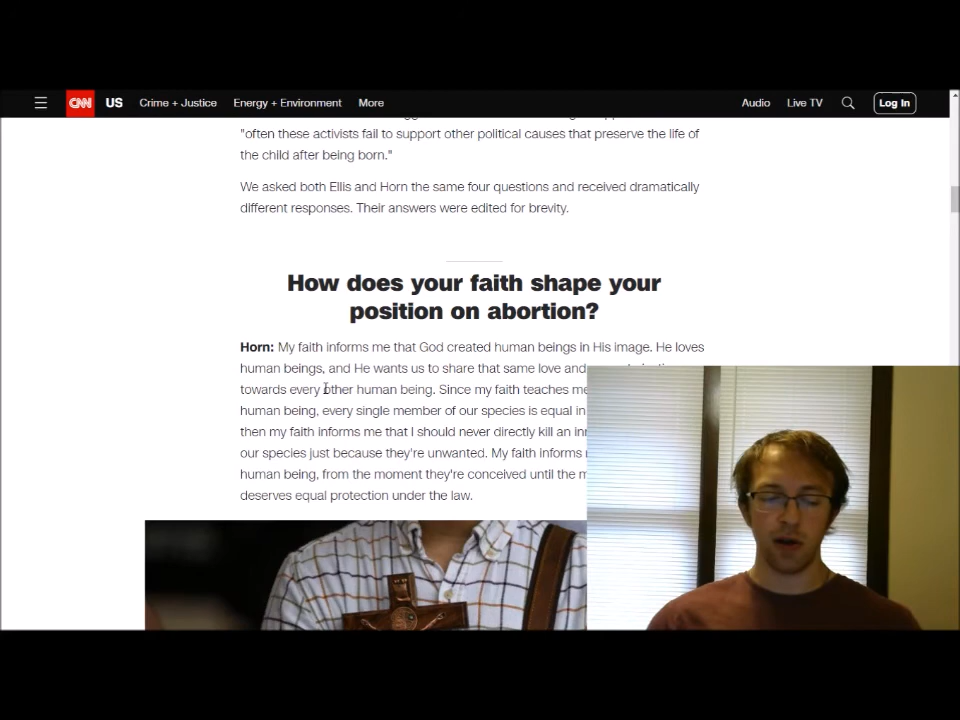 CNN US Crime + Justice Energy + Environment More Audio Live TV Log In
"often these activists fail to support other political causes that preserve the life of
the child after being born."
We asked both Ellis and Horn the same four questions and received dramatically
different responses. Their answers were edited for brevity.
How does your faith shape your
position on abortion?
Horn: My faith informs me that God created human beings in His image. He loves
human beings, and He wants us to share that same love and
towards every other human being. Since my faith teaches me
human being, every single member of our species is equal in
then my faith informs me that I should never directly kill an
our species just because they're unwanted. My faith informs
human being, from the moment they're conceived until the
deserves equal protection under the law.